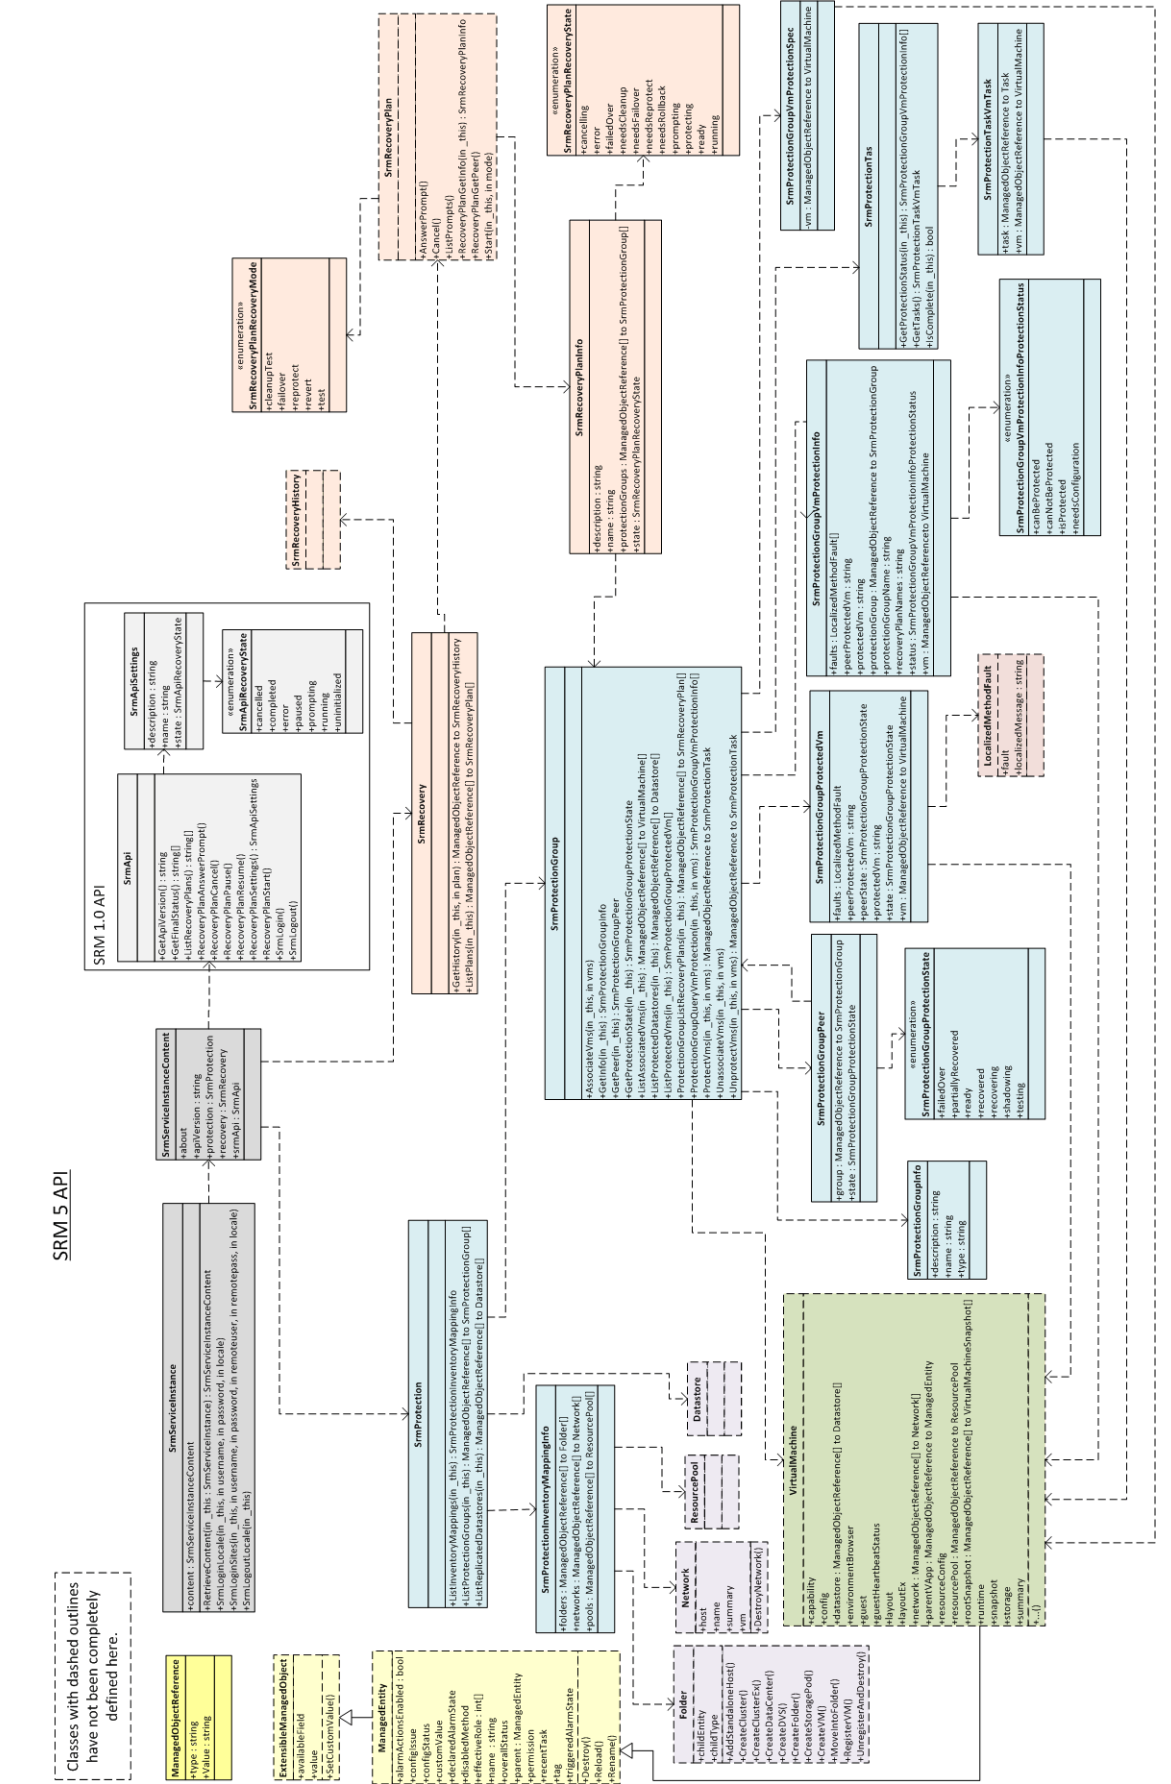 SRM 5 API
Classes with dashed outlines
have not been completely
defined here.
ManagedObjectReference
+type : string
+Value : string
ExtensibleManagedObject
+availableField
+value
+SetCustomValue()
ManagedEntity
+alarmActionsEnabled : bool
+configIssue
+configStatus
+customValue
+declaredAlarmState
+disabledMethod
+effectiveRole : int[]
+name : string
+overallStatus
+parent : ManagedEntity
+permission
+recentTask
+tag
+triggeredAlarmState
+Destroy()
+Reload()
+Rename()
SrmServiceInstance
+content : SrmServiceInstanceContent
+RetrieveContent(in _this : SrmServiceInstance) : SrmServiceInstanceContent
+SrmLoginLocale(in _this, in username, in password, in locale)
+SrmLoginSites(in _this, in username, in password, in remoteuser, in remotepass, in locale)
+SrmLogoutLocale(in _this)
SrmServiceInstanceContent
+about
+apiVersion : string
+protection : SrmProtection
+recovery : SrmRecovery
+srmApi : SrmApi
SRM 1.0 API
SrmApi
+GetApiVersion() : string
+GetFinalStatus() : string[]
+ListRecoveryPlans() : string[]
+RecoveryPlanAnswerPrompt()
+RecoveryPlanCancel()
+RecoveryPlanPause()
+RecoveryPlanResume()
+RecoveryPlanSettings() : SrmApiSettings
+RecoveryPlanStart()
+SrmLogin()
+SrmLogout()
SrmApiSettings
+description : string
+name : string
+state : SrmApiRecoveryState
«enumeration»
SrmApiRecoveryState
+cancelled
+completed
+error
+paused
+prompting
+running
+uninitialized
SrmRecoveryHistory
«enumeration»
SrmRecoveryPlanRecoveryMode
+cleanupTest
+failover
+reprotect
+revert
+test
SrmRecoveryPlan
+AnswerPrompt()
+Cancel()
+ListPrompts()
+RecoveryPlanGetInfo(in _this) : SrmRecoveryPlanInfo
+RecoveryPlanGetPeer()
+Start(in _this, in mode)
SrmProtection
+ListInventoryMappings(in _this) : SrmProtectionInventoryMappingInfo
+ListProtectionGroups(in _this) : ManagedObjectReference[] to SrmProtectionGroup[]
+ListReplicatedDatastores(in _this) : ManagedObjectReference[] to Datastore[]
SrmRecovery
+GetHistory(in _this, in plan) : ManagedObjectReference to SrmRecoveryHistory
+ListPlans(in _this) : ManagedObjectReference[] to SrmRecoveryPlan[]
SrmProtectionInventoryMappingInfo
+folders : ManagedObjectReference[] to Folder[]
+networks : ManagedObjectReference[] to Network[]
+pools : ManagedObjectReference[] to ResourcePool[]
SrmProtectionGroup
+AssociateVms(in _this, in vms)
+GetInfo(in _this) : SrmProtectionGroupInfo
+GetPeer(in _this) : SrmProtectionGroupPeer
+GetProtectionState(in _this) : SrmProtectionGroupProtectionState
+ListAssociatedVms(in _this) : ManagedObjectReference[] to VirtualMachine[]
+ListProtectedDatastores(in _this) : ManagedObjectReference[] to Datastore[]
+ListProtectedVms(in _this) : SrmProtectionGroupProtectedVm[]
+ProtectionGroupListRecoveryPlans(in _this) : ManagedObjectReference[] to SrmRecoveryPlan[]
+ProtectionGroupQueryVmProtection(in _this, in vms) : SrmProtectionGroupVmProtectionInfo[]
+ProtectVms(in _this, in vms) : ManagedObjectReference to SrmProtectionTask
+UnassociateVms(in _this, in vms)
+UnprotectVms(in _this, in vms) : ManagedObjectReference to SrmProtectionTask
SrmRecoveryPlanInfo
+description : string
+name : string
+protectionGroups : ManagedObjectReference[] to SrmProtectionGroup[]
+state : SrmRecoveryPlanRecoveryState
«enumeration»
SrmRecoveryPlanRecoveryState
+cancelling
+error
+failedOver
+needsCleanup
+needsFailover
+needsReprotect
+needsRollback
+prompting
+protecting
+ready
+running
Folder
+childEntity
+childType
+AddStandaloneHost()
+CreateCluster()
+CreateClusterEx()
+CreateDataCenter()
+CreateDVS()
+CreateFolder()
+CreateStoragePod()
+CreateVM()
+MoveIntoFolder()
+RegisterVM()
+UnregisterAndDestroy()
Network
+host
+name
+summary
+vm
+DestroyNetwork()
ResourcePool
Datastore
VirtualMachine
+capability
+config
+datastore : ManagedObjectReference[] to Datastore[]
+environmentBrowser
+guest
+guestHeartbeatStatus
+layout
+layoutEx
+network : ManagedObjectReference[] to Network[]
+parentVApp : ManagedObjectReference to ManagedEntity
+resourceConfig
+resourcePool : ManagedObjectReference to ResourcePool
+rootSnapshot : ManagedObjectReference[] to VirtualMachineSnapshot[]
+runtime
+snapshot
+storage
+summary
+...()
SrmProtectionGroupInfo
+description : string
+name : string
+type : string
SrmProtectionGroupPeer
+group : ManagedObjectReference to SrmProtectionGroup
+state : SrmProtectionGroupProtectionState
«enumeration»
SrmProtectionGroupProtectionState
+failedOver
+partiallyRecovered
+ready
+recovered
+recovering
+shadowing
+testing
SrmProtectionGroupProtectedVm
+faults : LocalizedMethodFault
+peerProtectedVm : string
+peerState : SrmProtectionGroupProtectionState
+protectedVm : string
+state : SrmProtectionGroupProtectionState
+vm : ManagedObjectReference to VirtualMachine
LocalizedMethodFault
+fault
+localizedMessage : string
SrmProtectionGroupVmProtectionInfo
+faults : LocalizedMethodFault[]
+peerProtectedVm : string
+protectedVm : string
+protectionGroup : ManagedObjectReference to SrmProtectionGroup
+protectionGroupName : string
+recoveryPlanNames : string
+status : SrmProtectionGroupVmProtectionInfoProtectionStatus
+vm : ManagedObjectReferenceto VirtualMachine
«enumeration»
SrmProtectionGroupVmProtectionInfoProtectionStatus
+canBeProtected
+canNotBeProtected
+isProtected
+needsConfiguration
SrmProtectionGroupVmProtectionSpec
-vm : ManagedObjectReference to VirtualMachine
SrmProtectionTas
+GetProtectionStatus(in _this) : SrmProtectionGroupVmProtectionInfo[]
+GetTasks() : SrmProtectionTaskVmTask
+IsComplete(in _this) : bool
SrmProtectionTaskVmTask
+task : ManagedObjectReference to Task
+vm : ManagedObjectReference to VirtualMachine